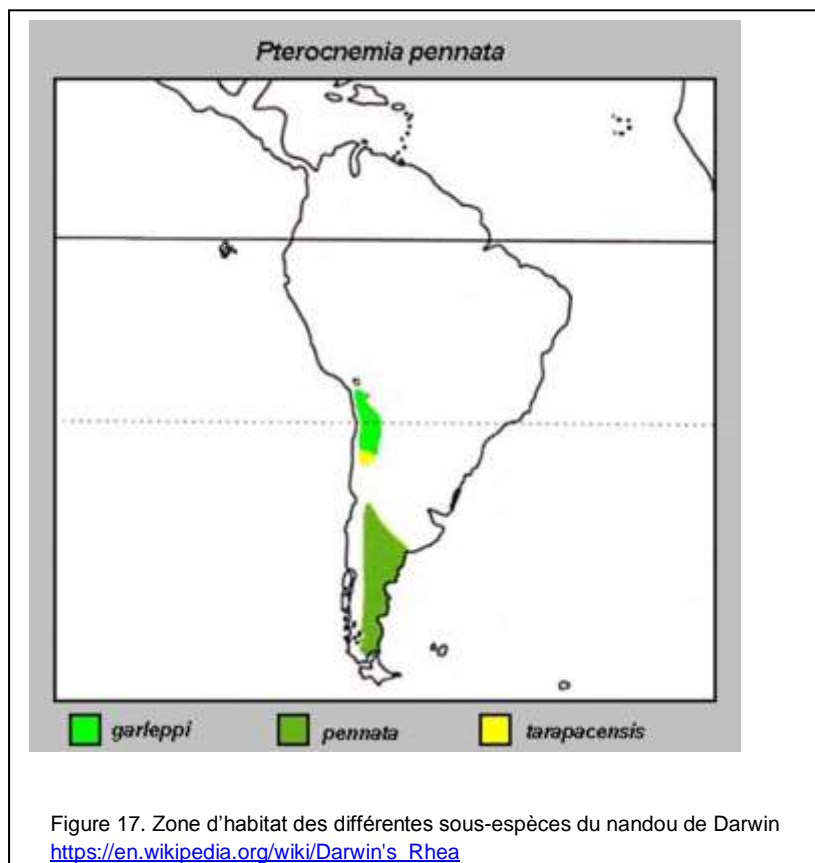 Pterocnemia pennata
garleppi
pennata
tarapacensis
Figure 17. Zone d’habitat des différentes sous-espèces du nandou de Darwin
https://en.wikipedia.org/wiki/Darwin's_Rhea